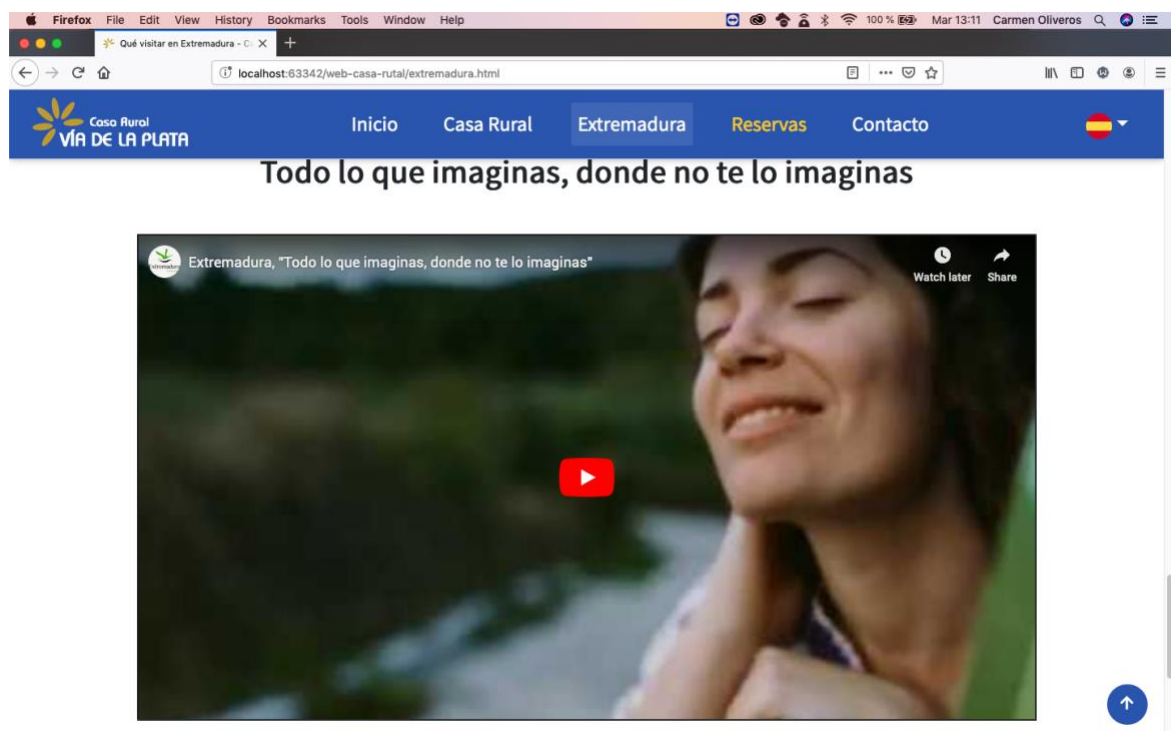 Firefox File Edit View History Bookmarks Tools Window Help 100 % Mar 13:11 Carmen Oliveros
Qué visitar en Extremadura - C
localhost:63342/web-casa-rutal/extremadura.html
Casa Rural
VÍA DE LA PLATA
Inicio Casa Rural Extremadura Reservas Contacto
Todo lo que imaginas, donde no te lo imaginas
Extremadura, "Todo lo que imaginas, donde no te lo imaginas"
Watch later Share